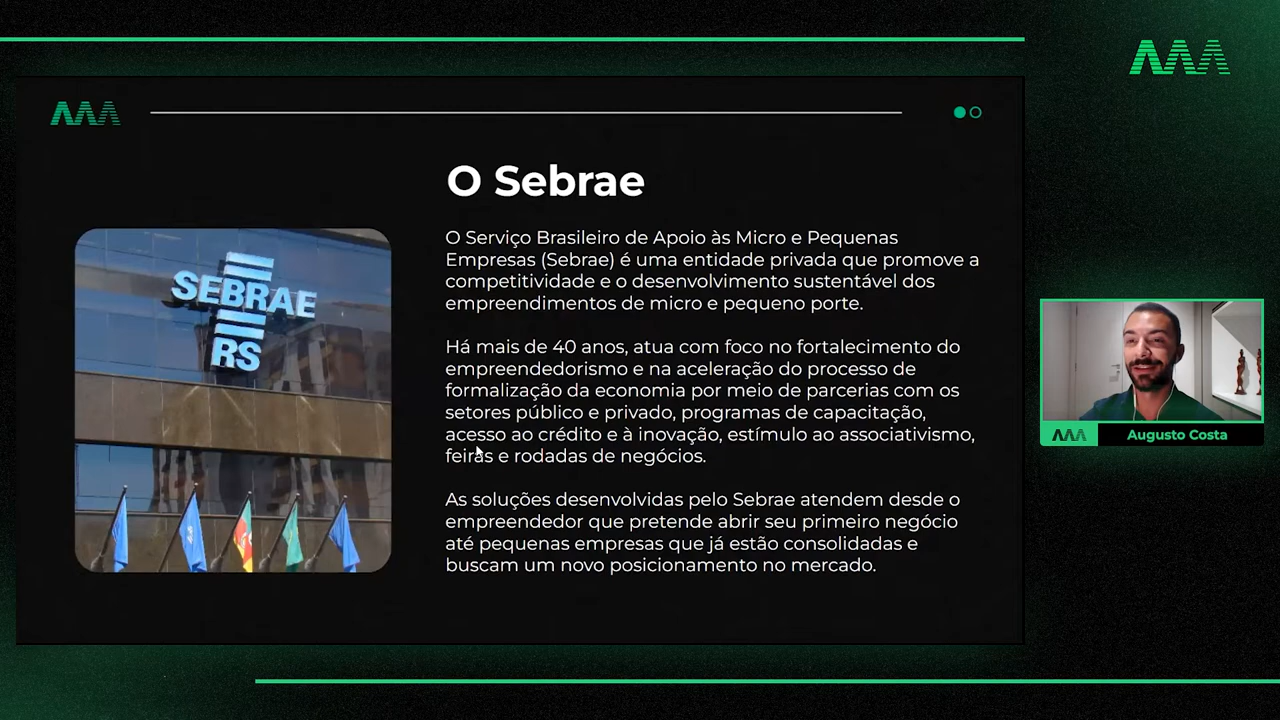 O Sebrae
SEBRAE
RS
O Serviço Brasileiro de Apoio às Micro e Pequenas
Empresas (Sebrae) é uma entidade privada que promove a
competitividade e o desenvolvimento sustentável dos
empreendimentos de micro e pequeno porte.
Há mais de 40 anos, atua com foco no fortalecimento do
empreendedorismo e na aceleração do processo de
formalização da economia por meio de parcerias com os
setores público e privado, programas de capacitação,
acesso ao crédito e à inovação, estímulo ao associativismo,
feiras e rodadas de negócios.
As soluções desenvolvidas pelo Sebrae atendem desde o
empreendedor que pretende abrir seu primeiro negócio
até pequenas empresas que já estão consolidadas e
buscam um novo posicionamento no mercado.
Augusto Costa